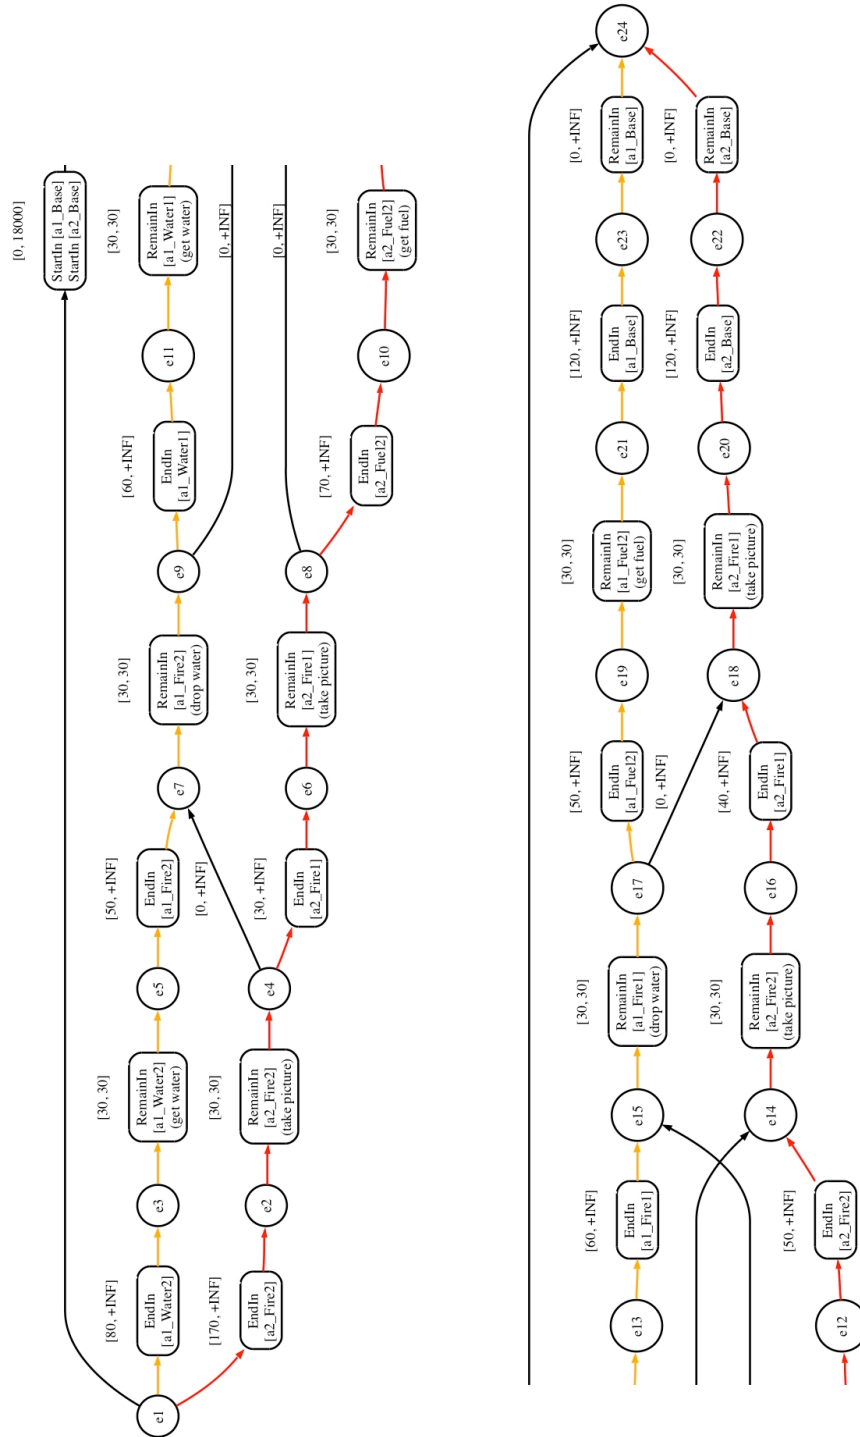 [0, 18000]
StartIn [a1_Base]
StartIn [a2_Base]
e1
[80, +INF]
EndIn
[a1_Water2]
e3
[30, 30]
RemainIn
[a1_Water2]
(get water)
e5
[50, +INF]
EndIn
[a1_Fire2]
[0, +INF]
e7
[30, 30]
RemainIn
[a1_Fire2]
(drop water)
e9
[60, +INF]
EndIn
[a1_Water1]
e11
[30, 30]
RemainIn
[a1_Water1]
(get water)
[0, +INF]
[170, +INF]
EndIn
[a2_Fire2]
e2
[30, 30]
RemainIn
[a2_Fire2]
(take picture)
e4
[30, +INF]
EndIn
[a2_Fire1]
e6
[30, 30]
RemainIn
[a2_Fire1]
(take picture)
e8
[0, +INF]
[70, +INF]
EndIn
[a2_Fuel2]
e10
[30, 30]
RemainIn
[a2_Fuel2]
(get fuel)
e13
[60, +INF]
EndIn
[a1_Fire1]
e15
[30, 30]
RemainIn
[a1_Fire1]
(drop water)
e17
[50, +INF]
EndIn
[a1_Fuel2]
[0, +INF]
e19
[30, 30]
RemainIn
[a1_Fuel2]
(get fuel)
e21
[120, +INF]
EndIn
[a1_Base]
e23
[0, +INF]
RemainIn
[a1_Base]
e24
e12
[50, +INF]
EndIn
[a2_Fire2]
e14
[30, 30]
RemainIn
[a2_Fire2]
(take picture)
e16
[40, +INF]
EndIn
[a2_Fire1]
e18
[30, 30]
RemainIn
[a2_Fire1]
(take picture)
e20
[120, +INF]
EndIn
[a2_Base]
e22
[0, +INF]
RemainIn
[a2_Base]